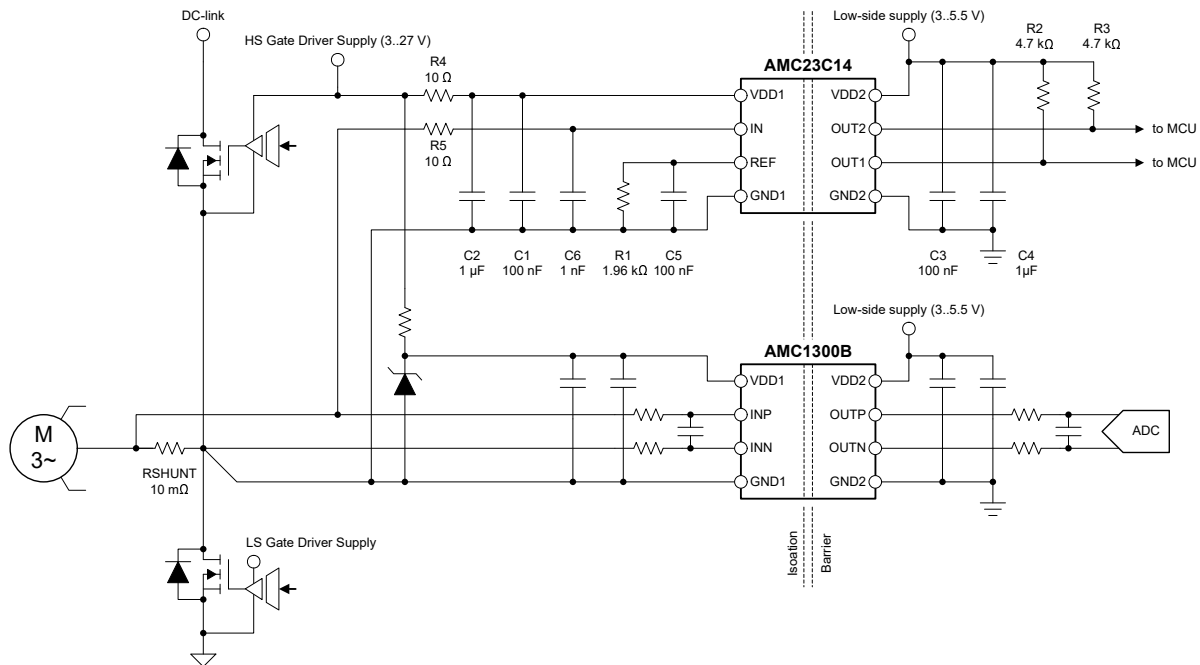 DC-link
HS Gate Driver Supply (3..27 V)
R4
10 Ω
R5
10 Ω
C2
1 µF
C1
100 nF
C6
1 nF
R1
1.96 kΩ
C5
100 nF
AMC23C14
VDD1
IN
REF
GND1
VDD2
OUT2
OUT1
GND2
Low-side supply (3..5.5 V)
R2
4.7 kΩ
R3
4.7 kΩ
to MCU
to MCU
C3
100 nF
C4
1µF
Low-side supply (3..5.5 V)
AMC1300B
VDD1
INP
INN
GND1
VDD2
OUTP
OUTN
GND2
ADC
M
3~
RSHUNT
10 mΩ
LS Gate Driver Supply
Isoation
Barrier